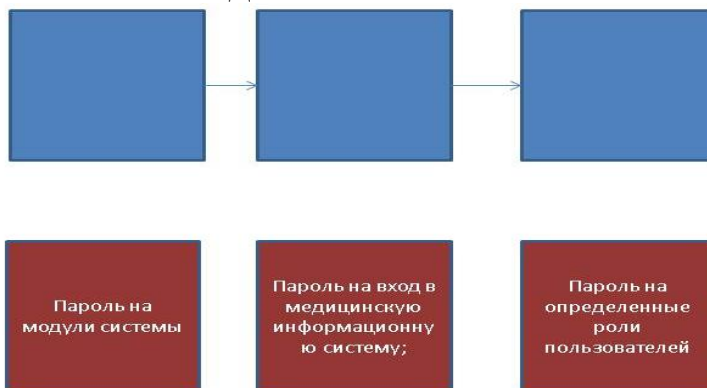 Пароль на
модули системы
Пароль на вход в
медицинскую
информационну
ю систему;
Пароль на
определенные
роли
пользователей